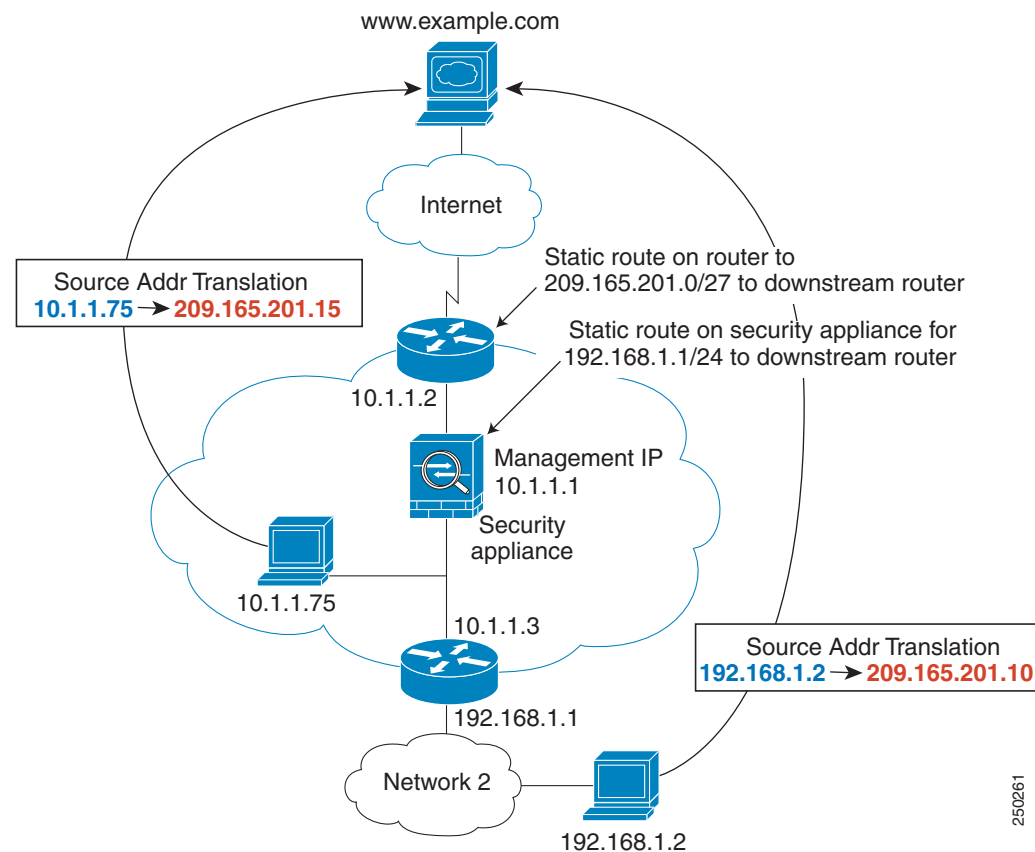 www.example.com
Internet
Static route on router to
209.165.201.0/27 to downstream router
Source Addr Translation
10.1.1.75 209.165.201.15
Static route on security appliance for
192.168.1.1/24 to downstream router
10.1.1.2
Management IP
10.1.1.1
Security
appliance
10.1.1.75
10.1.1.3
Source Addr Translation
192.168.1.2 209.165.201.10
192.168.1.1
Network 2
192.168.1.2
250261